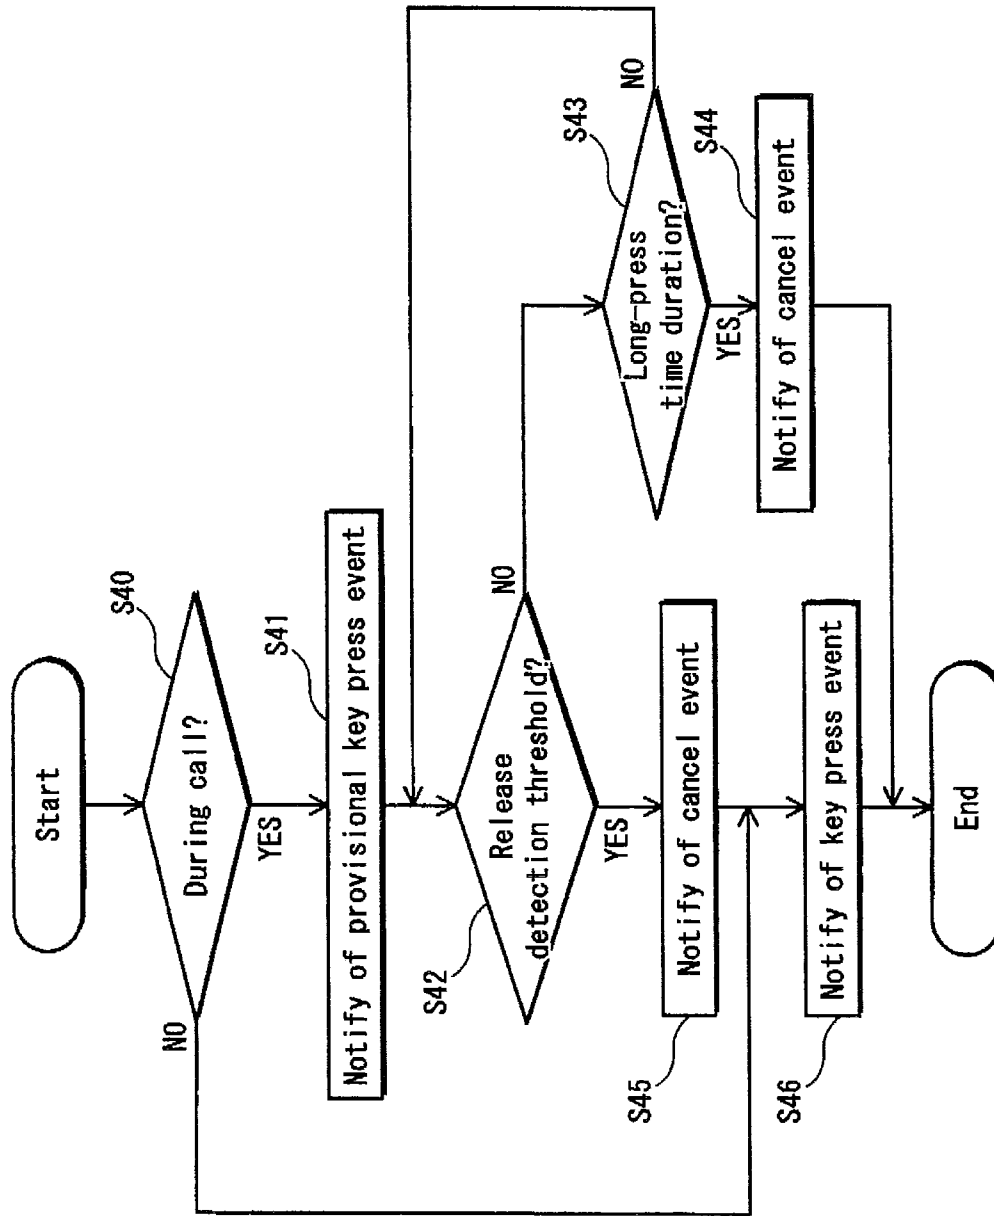 Start
During call?
S40
NO
YES
Notify of provisional key press event
S41
Release
detection threshold?
S42
NO
YES
Long-press
time duration?
S43
NO
YES
Notify of cancel event
S44
Notify of cancel event
S45
Notify of key press event
S46
End